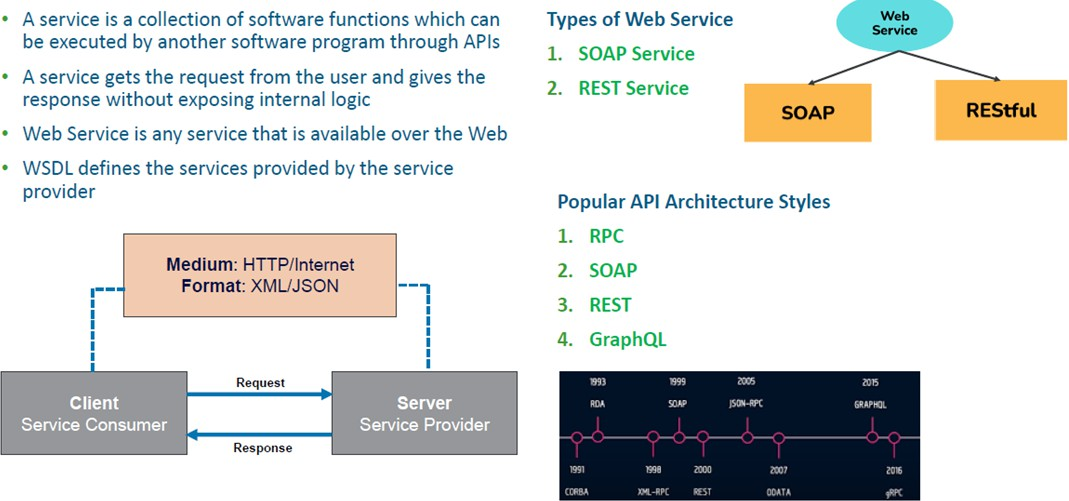 • A service is a collection of software functions which can
be executed by another software program through APIs
• A service gets the request from the user and gives the
response without exposing internal logic
• Web Service is any service that is available over the Web
• WSDL defines the services provided by the service
provider
Medium: HTTP/Internet
Format: XML/JSON
Client
Service Consumer
Request
Response
Server
Service Provider
Types of Web Service
1. SOAP Service
2. REST Service
Web
Service
SOAP
REStful
Popular API Architecture Styles
1. RPC
2. SOAP
3. REST
4. GraphQL
1993
RDA
1999
SOAP
2005
JSON-RPC
2015
GRAPHQL
1991
CORBA
1998
XML-RPC
2000
REST
2007
ODATA
2016
gRPC